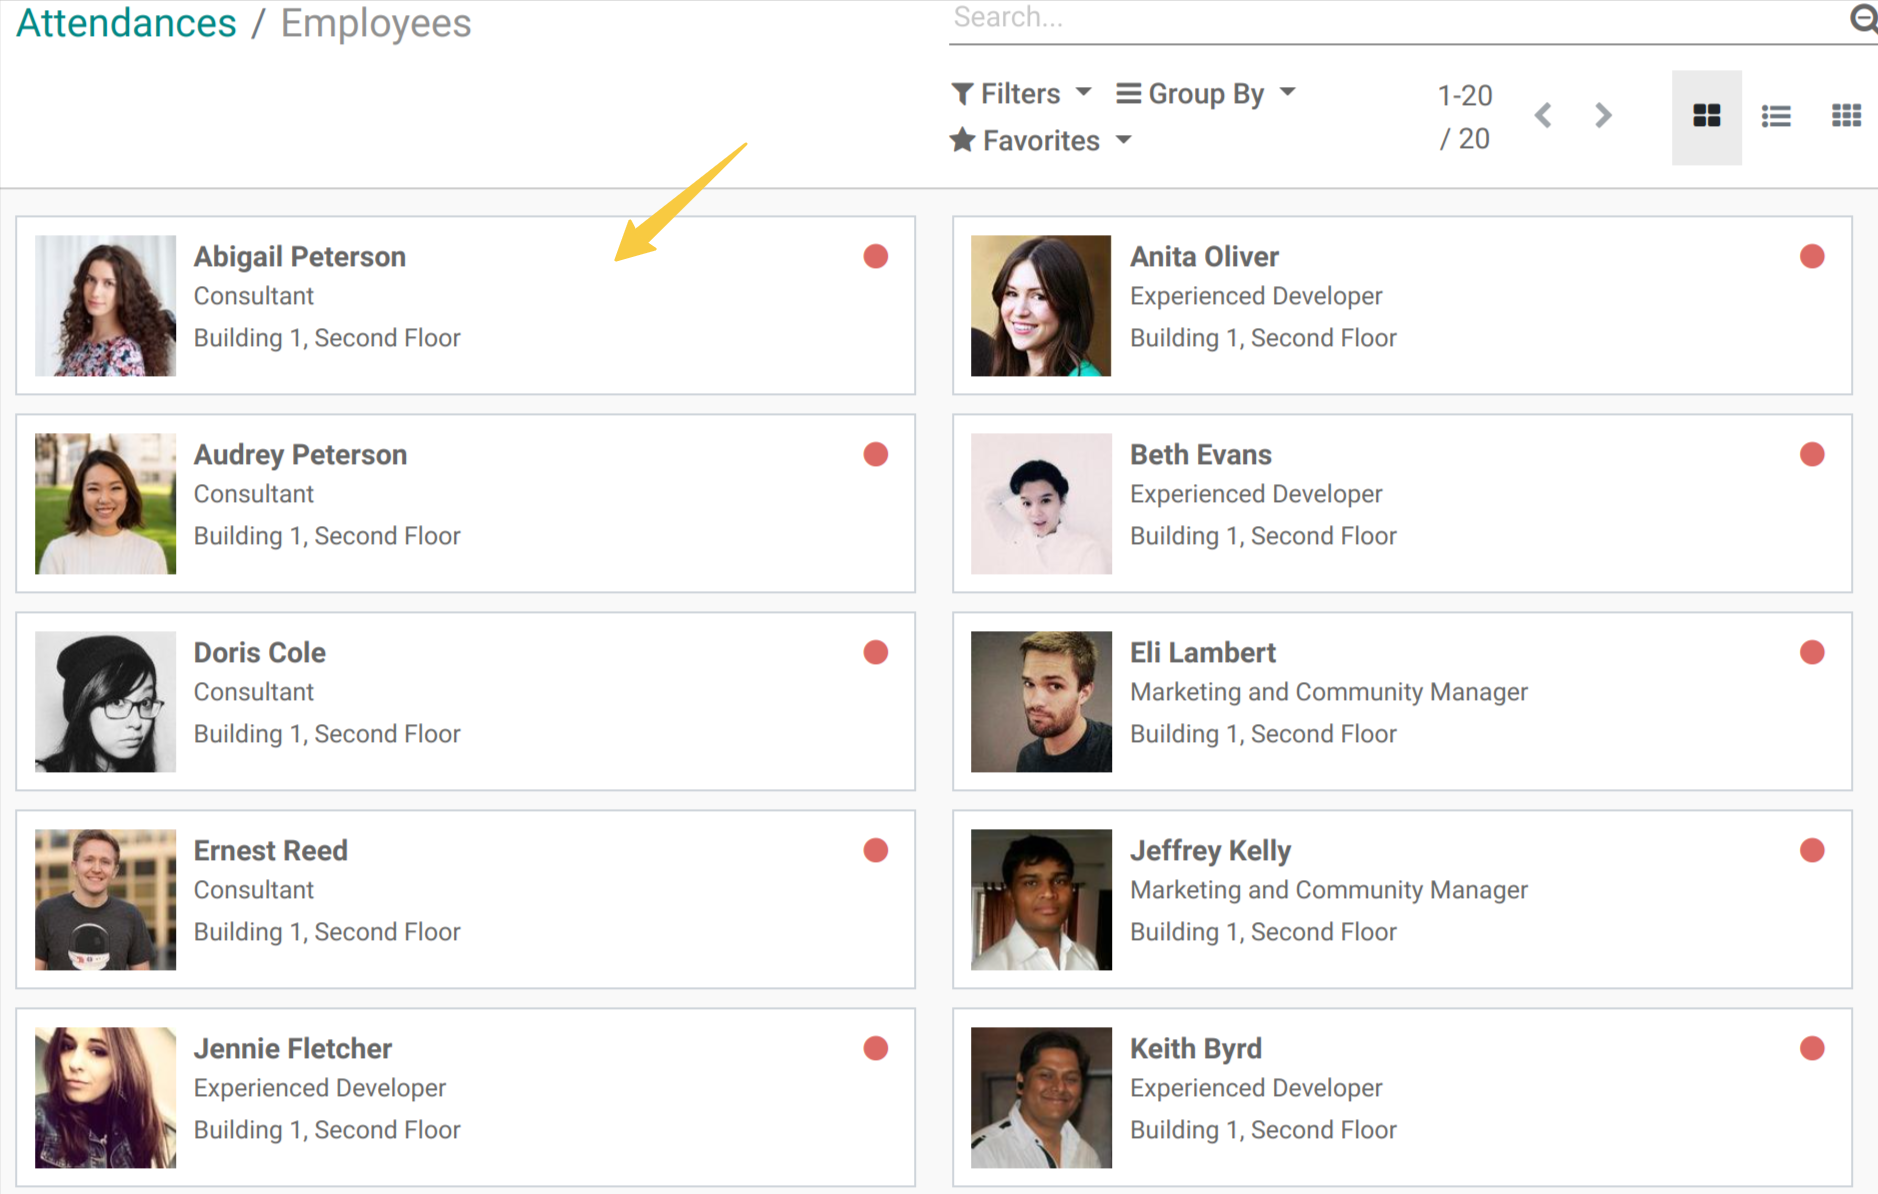 Attendances / Employees
Search...
Filters
Group By
Favorites
1-20
/ 20
Abigail Peterson
Consultant
Building 1, Second Floor
Anita Oliver
Experienced Developer
Building 1, Second Floor
Audrey Peterson
Consultant
Building 1, Second Floor
Beth Evans
Experienced Developer
Building 1, Second Floor
Doris Cole
Consultant
Building 1, Second Floor
Eli Lambert
Marketing and Community Manager
Building 1, Second Floor
Ernest Reed
Consultant
Building 1, Second Floor
Jeffrey Kelly
Marketing and Community Manager
Building 1, Second Floor
Jennie Fletcher
Experienced Developer
Building 1, Second Floor
Keith Byrd
Experienced Developer
Building 1, Second Floor